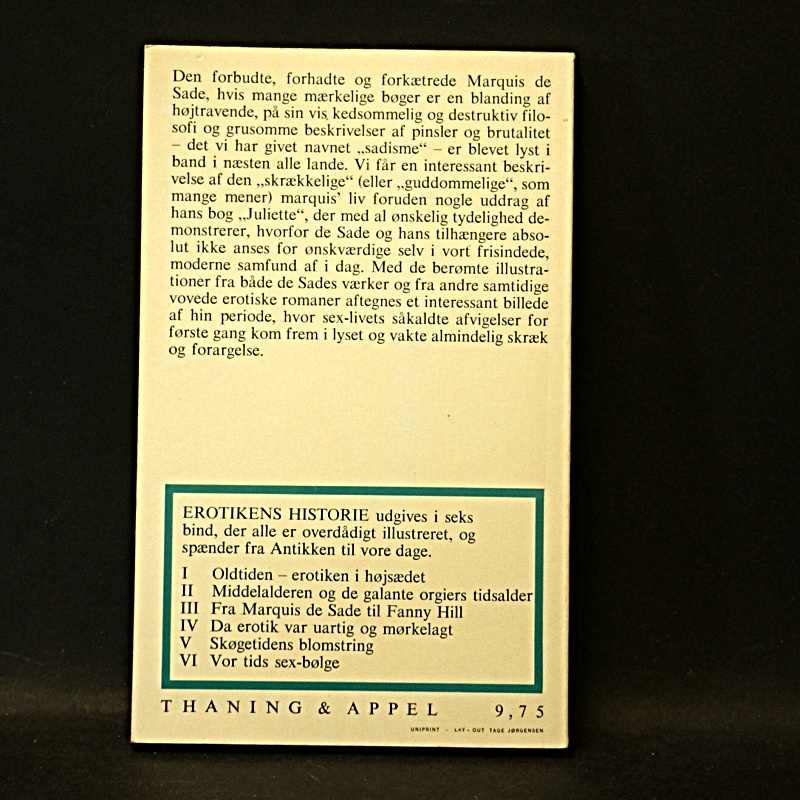 Den forbudte, forhadte og forkætrede Marquis de
Sade, hvis mange mærkelige bøger er en blanding af
højtravende, på sin vis kedsommelig og destruktiv filo-
sofi og grusomme beskrivelser af pinsler og brutalitet
– det vi har givet navnet „sadisme“ – er blevet lyst i
band i næsten alle lande. Vi får en interessant beskri-
velse af den „skrækkelige“ (eller „guddommelige“, som
mange mener) marquis’ liv foruden nogle uddrag af
hans bog „Juliette“, der med al ønskelig tydelighed de-
monstrerer, hvorfor de Sade og hans tilhængere abso-
lut ikke anses for ønskværdige selv i vort frisindede,
moderne samfund af i dag. Med de berømte illustra-
tioner fra både de Sades værker og fra andre samtidige
vovede erotiske romaner aftegnes et interessant billede
af hin periode, hvor sex-livets såkaldte afvigelser for
første gang kom frem i lyset og vakte almindelig skræk
og forargelse.
EROTIKENS HISTORIE udgives i seks
bind, der alle er overdådigt illustreret, og
spænder fra Antikken til vore dage.
I Oldtiden – erotiken i højsædet
II Middelalderen og de galante orgiers tidsalder
III Fra Marquis de Sade til Fanny Hill
IV Da erotik var uartig og mørkelagt
V Skøgetidens blomstring
VI Vor tids sex-bølge
THANING & APPEL 9,75
UNIPRINT - LAY-OUT TAGE JØRGENSEN